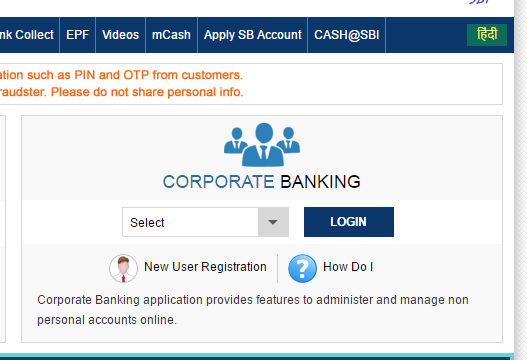 nk Collect EPF Videos mCash Apply SB Account CASH@SBI हिंदी
ation such as PIN and OTP from customers.
raudster. Please do not share personal info.
CORPORATE BANKING
Select LOGIN
New User Registration How Do I
Corporate Banking application provides features to administer and manage non
personal accounts online.